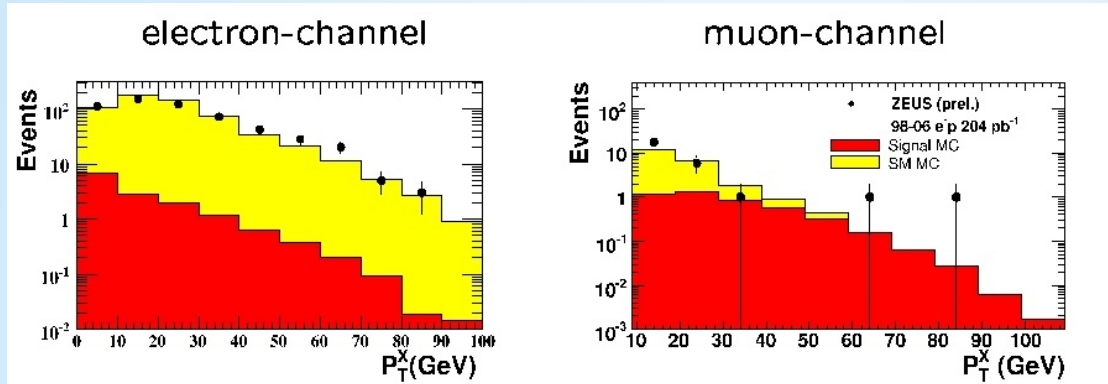 electron-channel
muon-channel
Events
10²
10
1
10⁻¹
10⁻²
0 10 20 30 40 50 60 70 80 90 100
P_T^X(GeV)
Events
10²
10
1
10⁻¹
10⁻²
10⁻³
10 20 30 40 50 60 70 80 90 100
P_T^X (GeV)
ZEUS (prel.)
98-06 e⁻p 204 pb⁻¹
Signal MC
SM MC